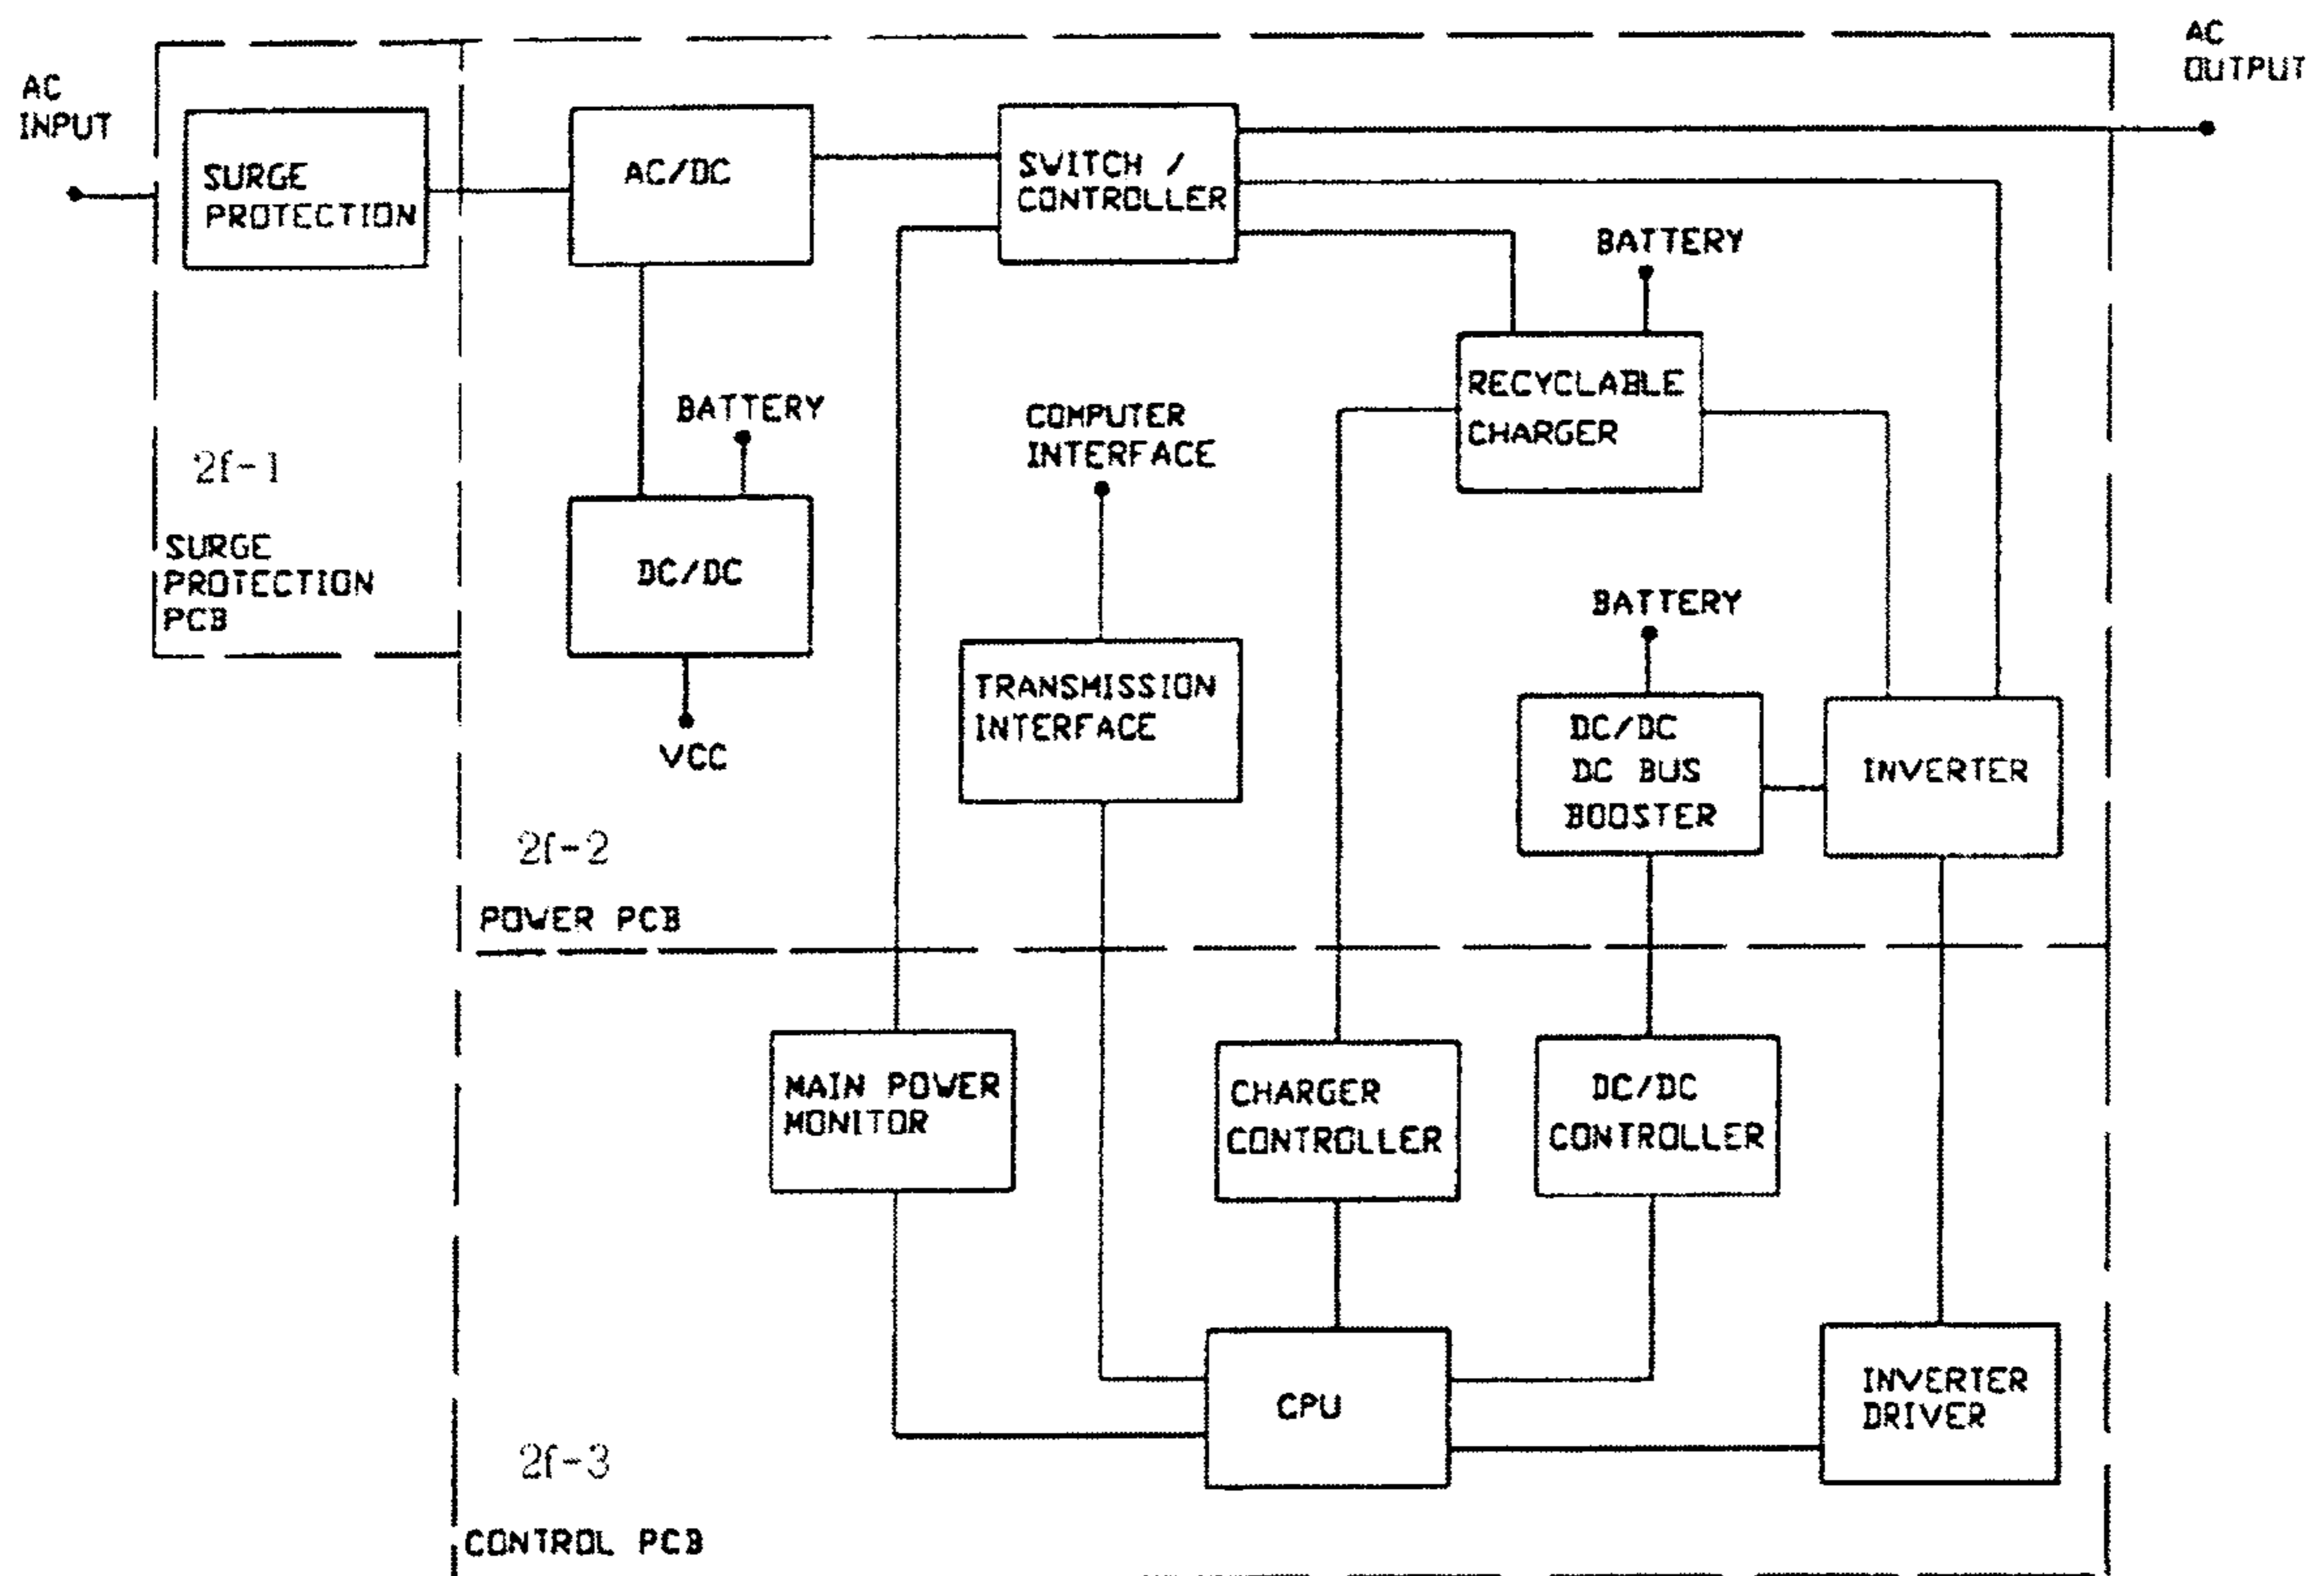 AC
OUTPUT
AC
INPUT
SURGE
PROTECTION
AC/DC
SWITCH /
CONTROLLER
BATTERY
RECYCLABLE
CHARGER
BATTERY
COMPUTER
INTERFACE
2f-1
SURGE
PROTECTION
PCB
DC/DC
BATTERY
TRANSMISSION
INTERFACE
DC/DC
DC BUS
BOOSTER
INVERTER
VCC
2f-2
POWER PCB
MAIN POWER
MONITOR
CHARGER
CONTROLLER
DC/DC
CONTROLLER
CPU
INVERTER
DRIVER
2f-3
CONTROL PCB